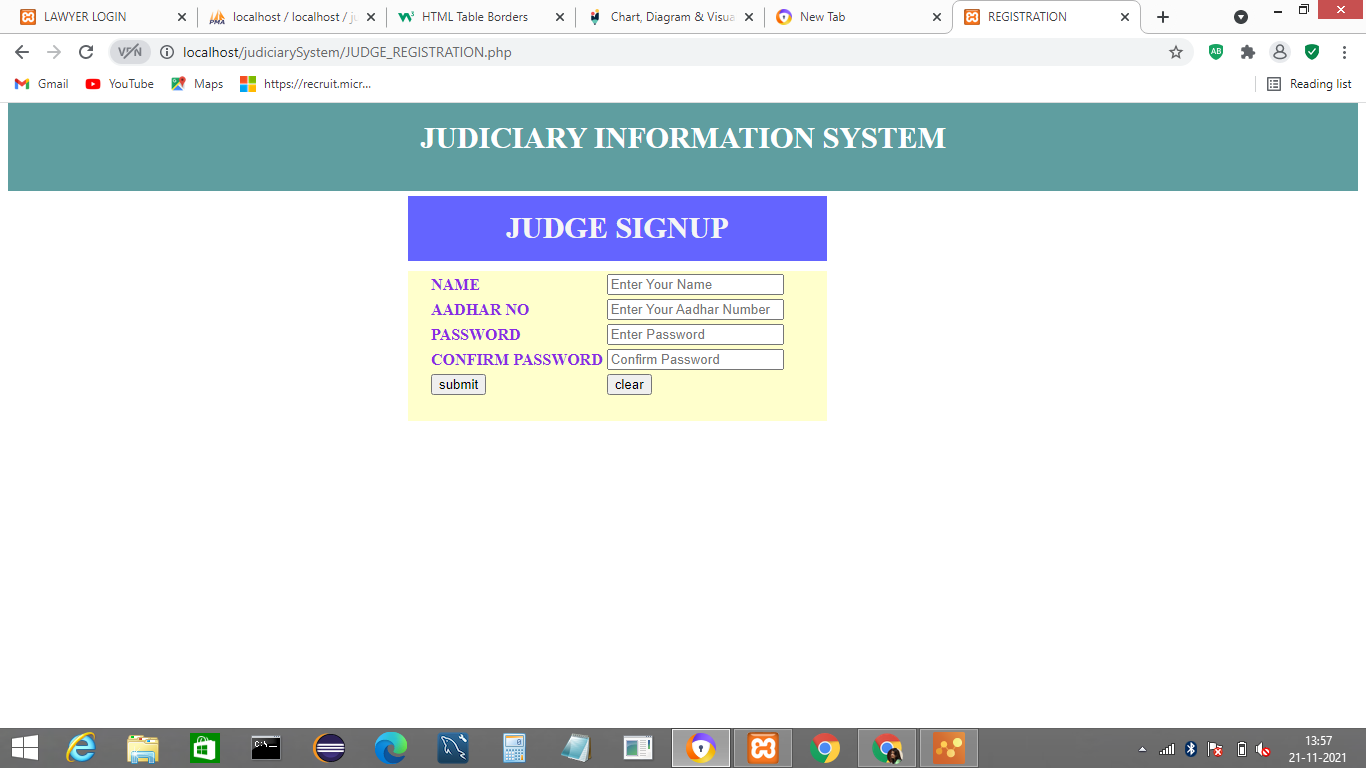 LAWYER LOGIN
localhost / localhost / ju
HTML Table Borders
Chart, Diagram & Visua
New Tab
REGISTRATION
VPN localhost/judiciarySystem/JUDGE_REGISTRATION.php
Gmail YouTube Maps https://recruit.micr... Reading list
JUDICIARY INFORMATION SYSTEM
JUDGE SIGNUP
NAME Enter Your Name
AADHAR NO Enter Your Aadhar Number
PASSWORD Enter Password
CONFIRM PASSWORD Confirm Password
submit clear
13:57
21-11-2021